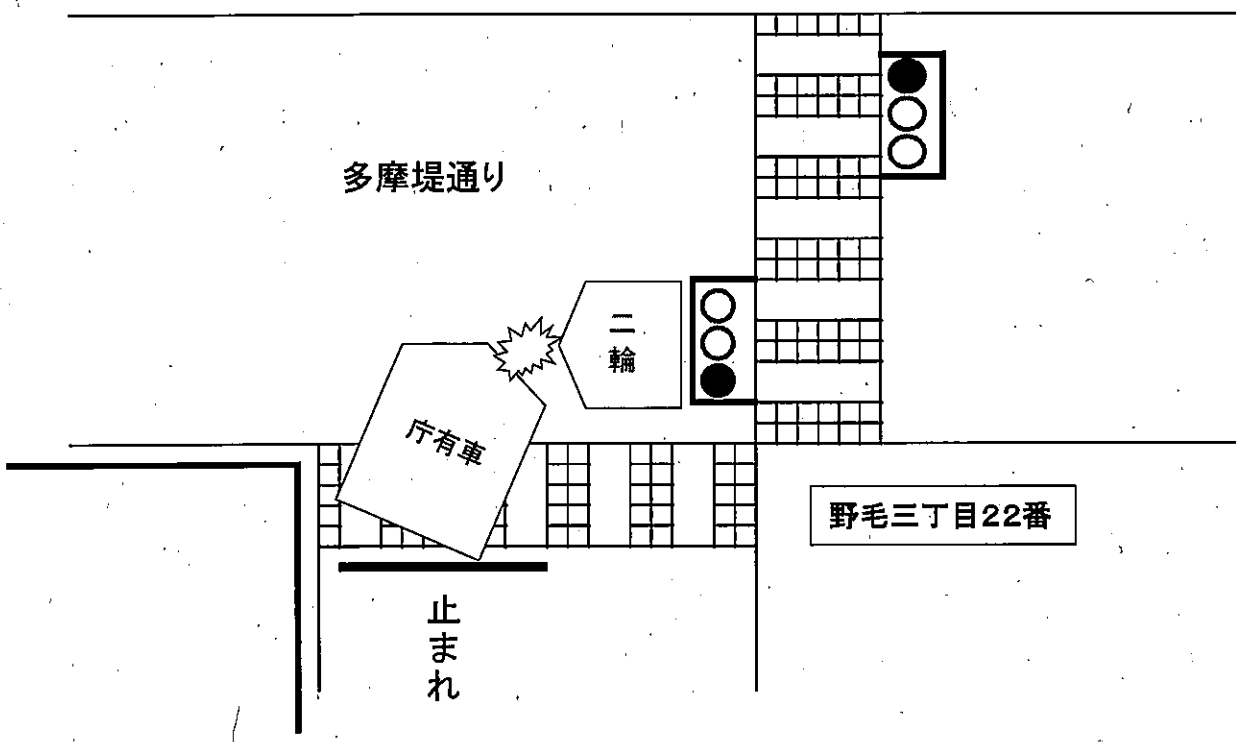 多摩堤通り
二輪
庁有車
野毛三丁目22番
止まれ